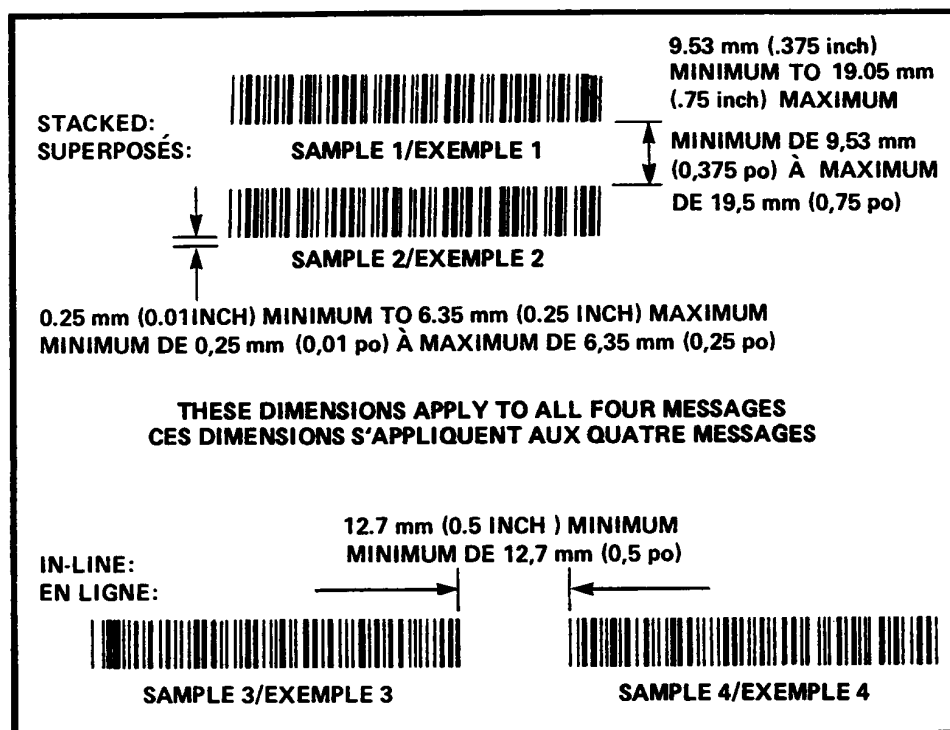 9.53 mm (.375 inch)
MINIMUM TO 19.05 mm
(.75 inch) MAXIMUM
STACKED:
SUPERPOSÉS:
SAMPLE 1/EXEMPLE 1
MINIMUM DE 9,53 mm
(0,375 po) À MAXIMUM
DE 19,5 mm (0,75 po)
SAMPLE 2/EXEMPLE 2
0.25 mm (0.01INCH) MINIMUM TO 6.35 mm (0.25 INCH) MAXIMUM
MINIMUM DE 0,25 mm (0,01 po) À MAXIMUM DE 6,35 mm (0,25 po)
THESE DIMENSIONS APPLY TO ALL FOUR MESSAGES
CES DIMENSIONS S'APPLIQUENT AUX QUATRE MESSAGES
12.7 mm (0.5 INCH ) MINIMUM
MINIMUM DE 12,7 mm (0,5 po)
IN-LINE:
EN LIGNE:
SAMPLE 3/EXEMPLE 3
SAMPLE 4/EXEMPLE 4